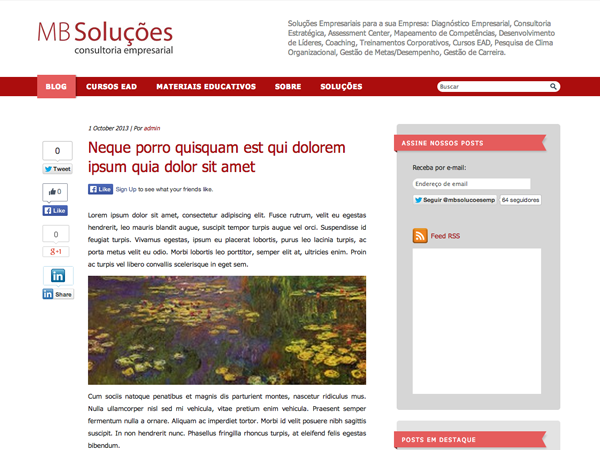 MB Soluções
consultoria empresarial
Soluções Empresariais para a sua Empresa: Diagnóstico Empresarial, Consultoria
Estratégica, Assessment Center, Mapeamento de Competências, Desenvolvimento
de Líderes, Coaching, Treinamentos Corporativos, Cursos EAD, Pesquisa de Clima
Organizacional, Gestão de Metas/Desempenho, Gestão de Carreira.
BLOG CURSOS EAD MATERIAIS EDUCATIVOS SOBRE SOLUÇÕES Buscar
1 October 2013 | Por admin
Neque porro quisquam est qui dolorem
ipsum quia dolor sit amet
Like Sign Up to see what your friends like.
0
Tweet
0
Like
0
g+1
in
in Share
Lorem ipsum dolor sit amet, consectetur adipiscing elit. Fusce rutrum, velit eu egestas
hendrerit, leo mauris blandit augue, suscipit tempor turpis augue vel orci. Suspendisse id
feugiat turpis. Vivamus egestas, ipsum eu placerat lobortis, purus leo lacinia turpis, ac
porta metus velit eu odio. Morbi lobortis leo porttitor, semper elit at, ultricies enim. Proin
ac turpis vel libero convallis scelerisque in eget sem.
Cum sociis natoque penatibus et magnis dis parturient montes, nascetur ridiculus mus.
Nulla ullamcorper nisl sed mi vehicula, vitae pretium enim vehicula. Praesent semper
fermentum nulla a ornare. Aliquam ac imperdiet tortor. Morbi id velit posuere nibh sagittis
suscipit. In non hendrerit nunc. Phasellus fringilla rhoncus turpis, at eleifend felis egestas
bibendum.
ASSINE NOSSOS POSTS
Receba por e-mail:
Endereço de email
Seguir @mbsolucoesemp 64 seguidores
Feed RSS
POSTS EM DESTAQUE